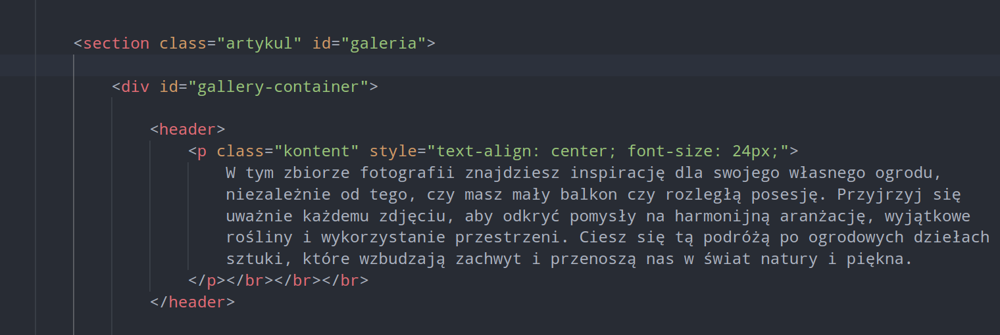 <section class="artykul" id="galeria">
<div id="gallery-container">
<header>
<p class="kontent" style="text-align: center; font-size: 24px;">
W tym zbiorze fotografii znajdziesz inspirację dla swojego własnego ogrodu,
niezależnie od tego, czy masz mały balkon czy rozległą posesję. Przyjrzyj się
uważnie każdemu zdjęciu, aby odkryć pomysły na harmonijną aranżację, wyjątkowe
rośliny i wykorzystanie przestrzeni. Ciesz się tą podróżą po ogrodowych dziełach
sztuki, które wzbudzają zachwyt i przenoszą nas w świat natury i piękna.
</p></br></br></br>
</header>